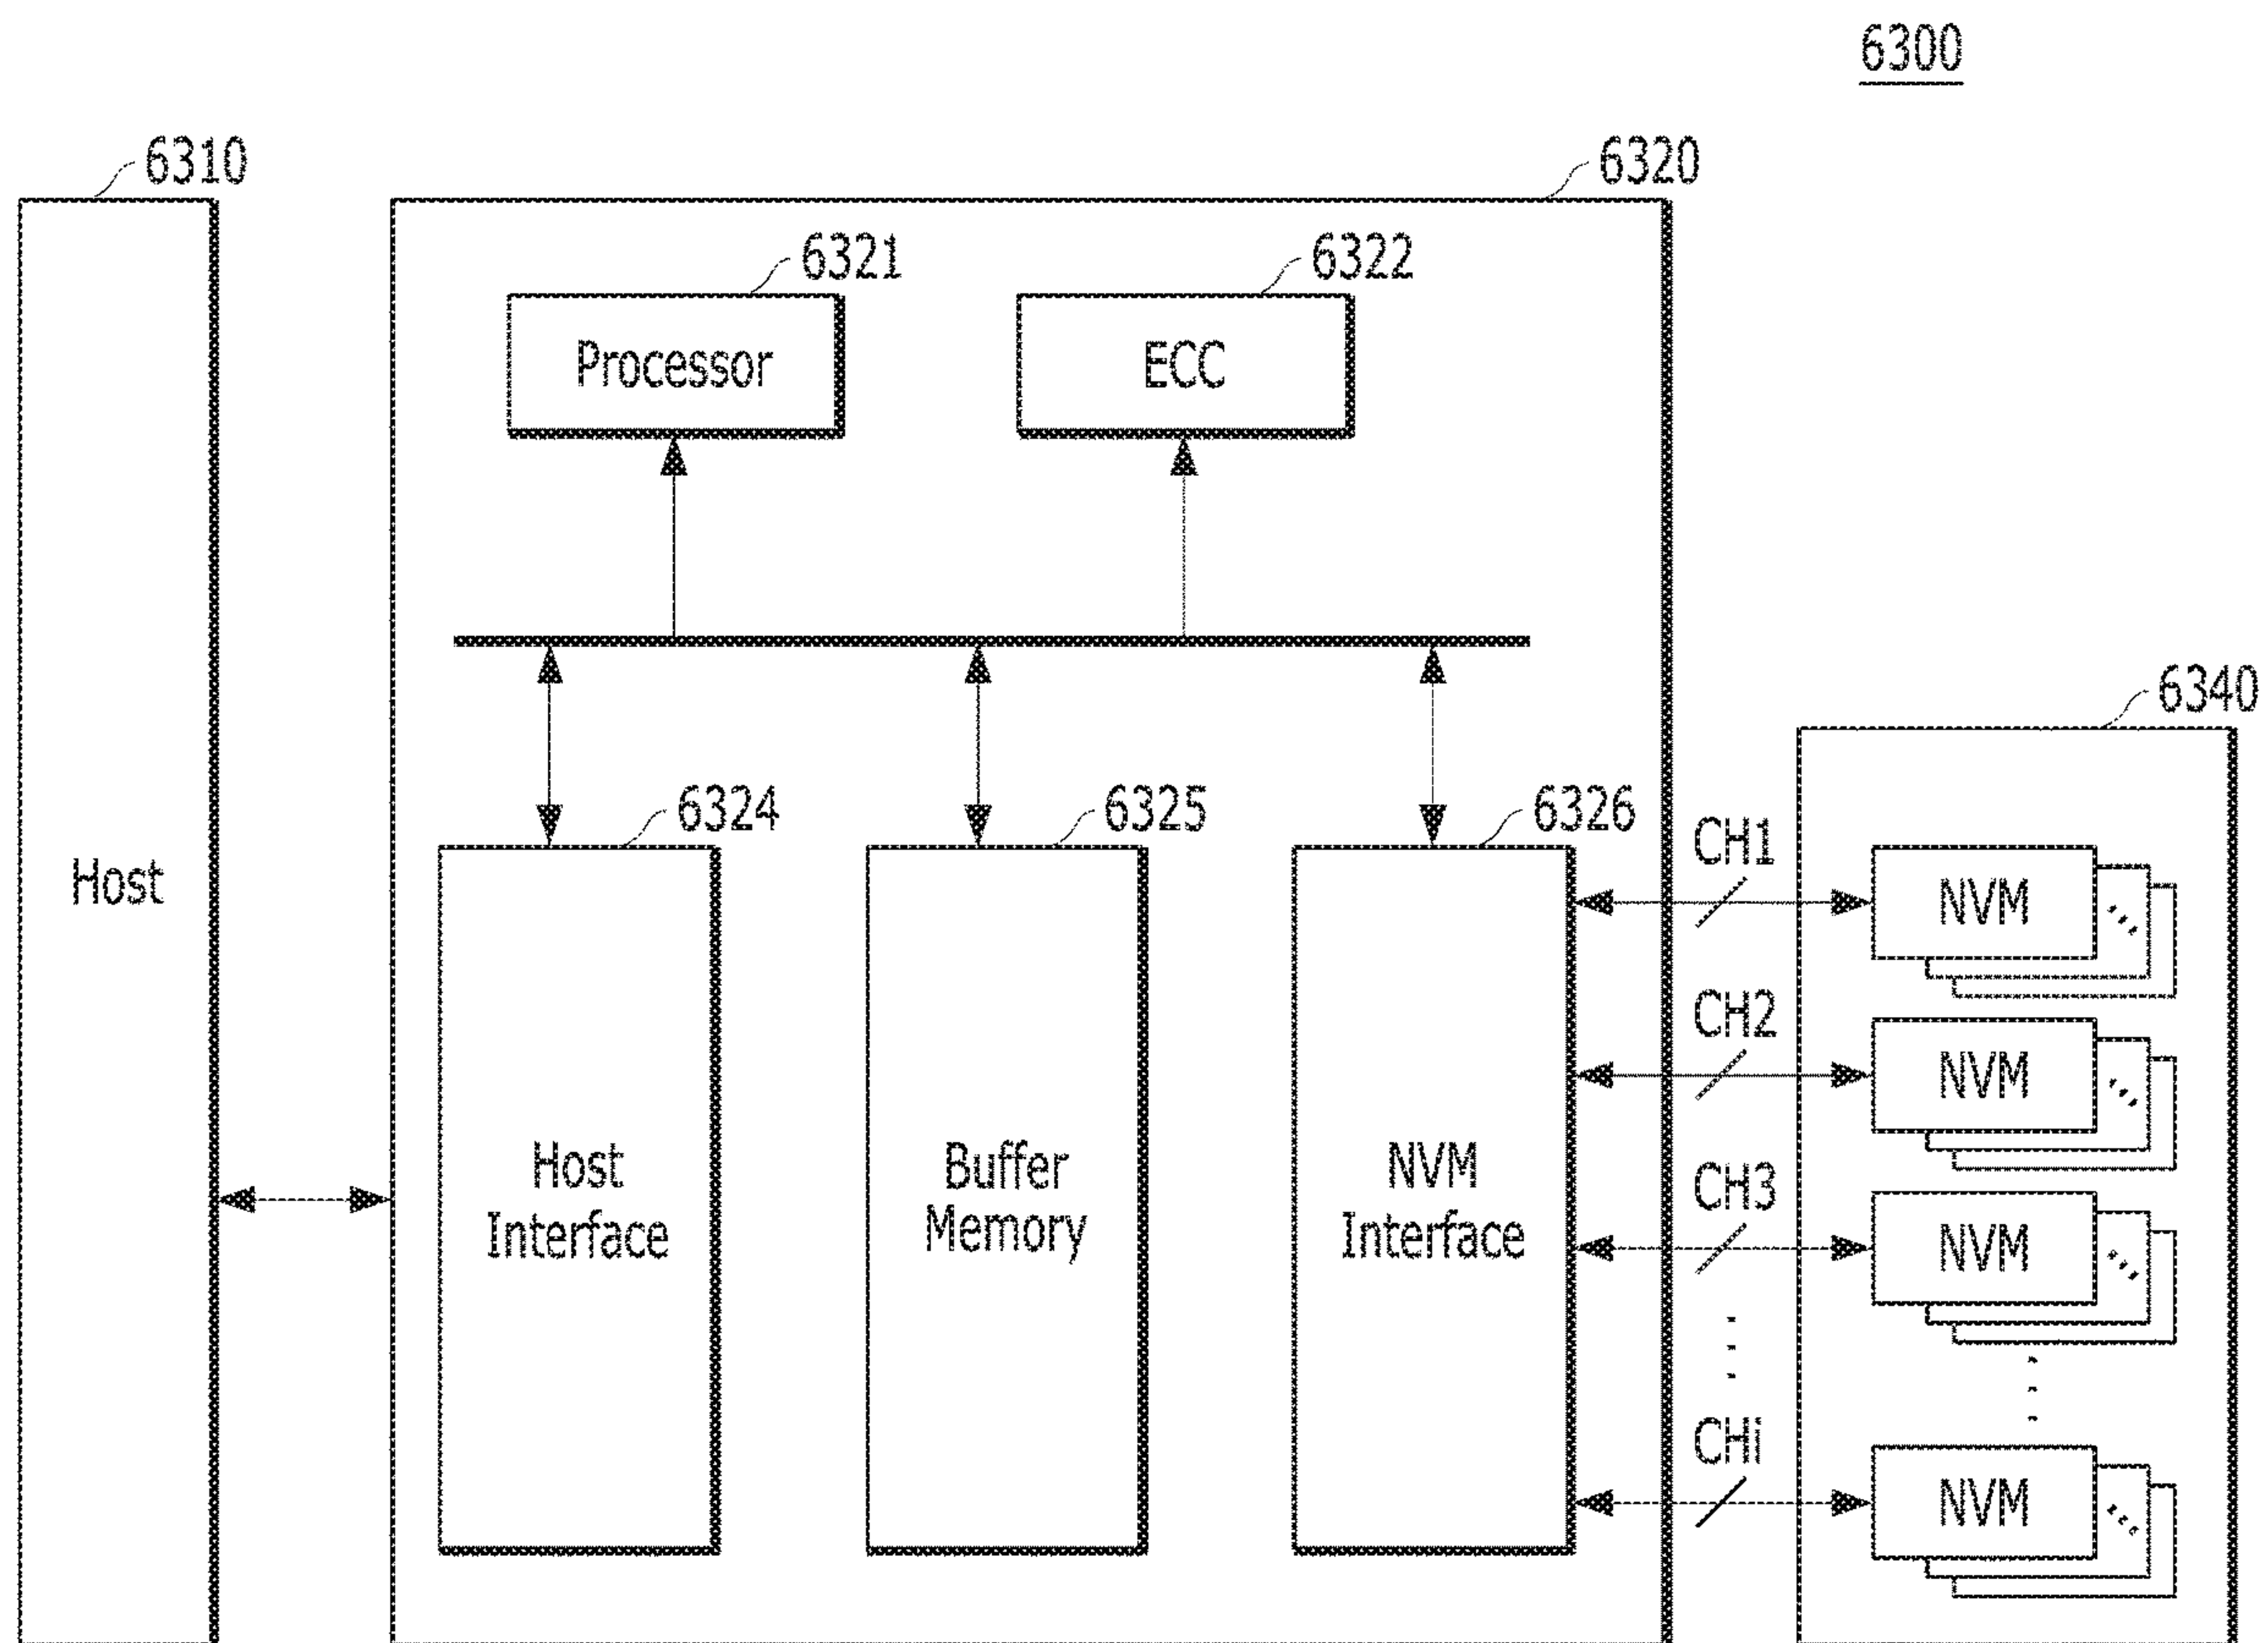 6300
6310
6320
6321
6322
Processor
ECC
6340
6324
6325
6326
CH1
Host
NVM
CH2
NVM
Host
Interface
Buffer
Memory
NVM
Interface
CH3
NVM
CHi
NVM